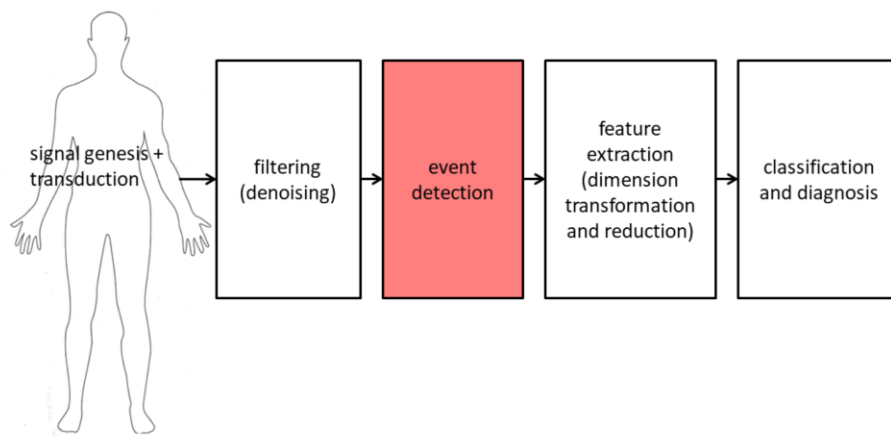 signal genesis +
transduction
filtering
(denoising)
event
detection
feature
extraction
(dimension
transformation
and reduction)
classification
and diagnosis